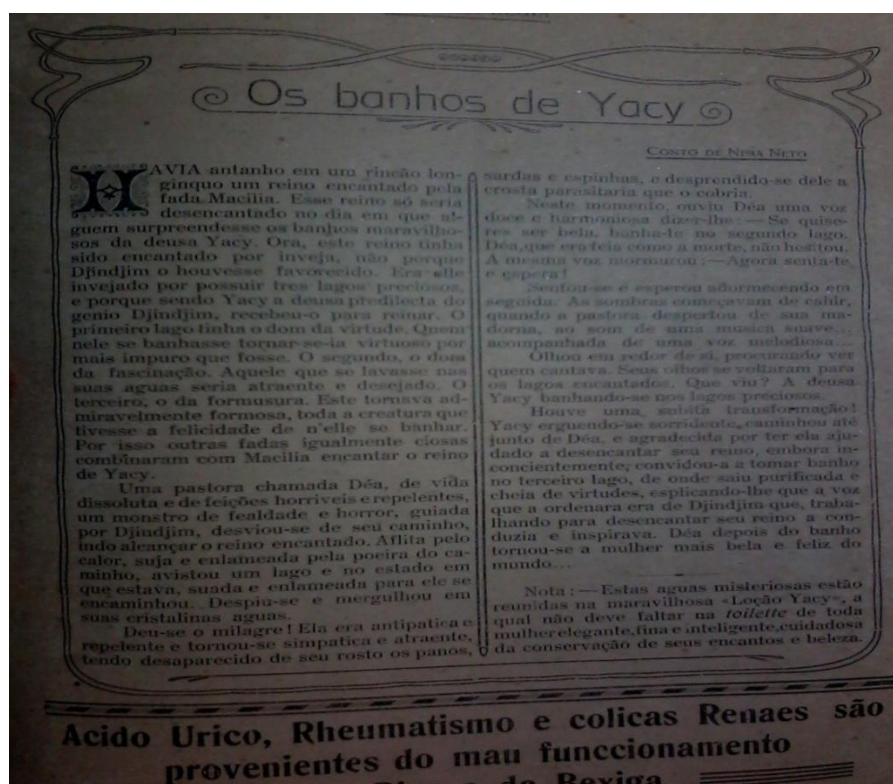 Os banhos de Yacy
CONTO DE NINA NETO
HAVIA antanho em um rincão lon-
ginquo um reino encantado pela
fada Macilia. Esse reino só seria
desencantado no dia em que al-
guem surpreendesse os banhos maravilho-
sos da deusa Yacy. Ora, este reino tinha
sido encantado por inveja, não porque
Djindjim o houvesse favorecido. Era elle
invejado por possuir tres lagos preciosos,
e porque sendo Yacy a deusa predilecta do
genio Djindjim, recebeu-o para reinar. O
primeiro lago tinha o dom da virtude. Quem
nele se banhasse tornar-se-ia virtuoso por
mais impuro que fosse. O segundo, o dom
da fascinação. Aquele que se lavasse nas
suas aguas seria atraente e desejado. O
terceiro, o da formusura. Este tornava ad-
miravelmente formosa, toda a creatura que
tivesse a felicidade de n'elle se banhar.
Por isso outras fadas igualmente ciosas
combinaram com Macilia encantar o reino
de Yacy.
Uma pastora chamada Déa, de vida
dissoluta e de feições horriveis e repelentes,
um monstro de fealdade e horror, guiada
por Djindjim, desviou-se de seu caminho,
indo alcançar o reino encantado. Aflita pelo
calor, suja e enlameada pela poeira do ca-
minho, avistou um lago e no estado em
que estava, suada e enlameada para ele se
encaminhou. Despiu-se e mergulhou em
suas cristalinas aguas.
Deu-se o milagre! Ela era antipatica e
repelente e tornou-se simpatica e atraente,
tendo desaparecido de seu rosto os panos,
sardas e espinhas, e desprendido-se dele a
crosta parasitaria que o cobria.
Neste momento, ouviu Déa uma voz
doce e harmoniosa dizer-lhe: — Se quise-
res ser bela, banha-te no segundo lago.
Déa, que era feia como a morte, não hesitou.
A mesma voz mormurou: — Agora senta-te
e espera!
Sentou-se e esperou adormecendo em
seguida. As sombras começavam de cahir,
quando a pastora despertou de sua ma-
dorna, ao som de uma musica suave...
acompanhada de uma voz melodiosa...
Olhou em redor de si, procurando ver
quem cantava. Seus olhos se voltaram para
os lagos encantados. Que viu? A deusa
Yacy banhando-se nos lagos preciosos.
Houve uma, subita transformação!
Yacy erguendo-se sorridente, caminhou até
junto de Déa, e agradecida por ter ela aju-
dado a desencantar seu reino, embora in-
concientemente, convidou-a a tomar banho
no terceiro lago, de onde saiu purificada e
cheia de virtudes, esplicando-lhe que a voz
que a ordenara era de Djindjim que, traba-
lhando para desencantar seu reino a con-
duzia e inspirava. Déa depois do banho
tornou-se a mulher mais bela e feliz do
mundo...
Nota: — Estas aguas misteriosas estão
reunidas na maravilhosa «Loção Yacy», a
qual não deve faltar na toilette de toda
mulher elegante, fina e inteligente, cuidadosa
da conservação de seus encantos e beleza.
Acido Urico, Rheumatismo e colicas Renaes são
provenientes do mau funccionamento
da Bexiga